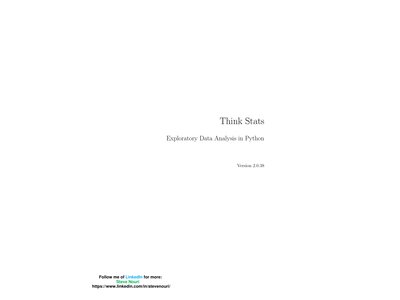 Think Stats
Exploratory Data Analysis in Python
Version 2.0.38
Follow me of LinkedIn for more:
Steve Nouri
https://www.linkedin.com/in/stevenouri/